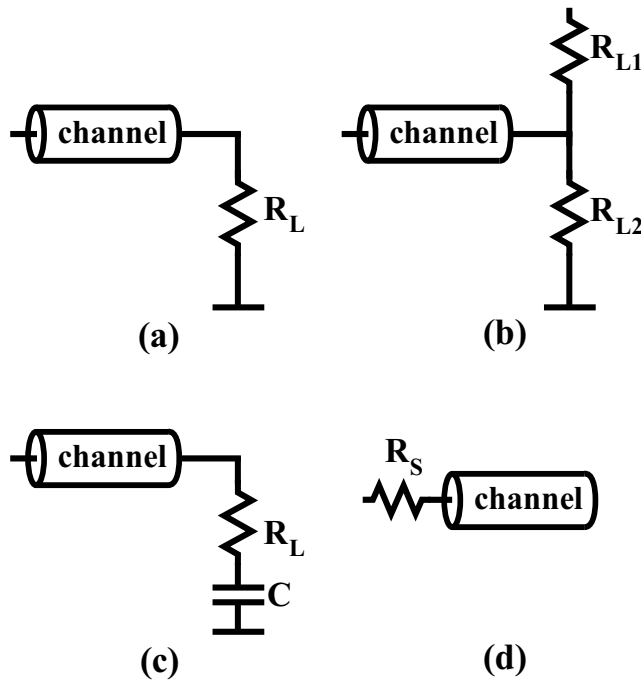 channel
R_L
(a)
channel
R_L1
R_L2
(b)
channel
R_L
C
(c)
R_S
channel
(d)